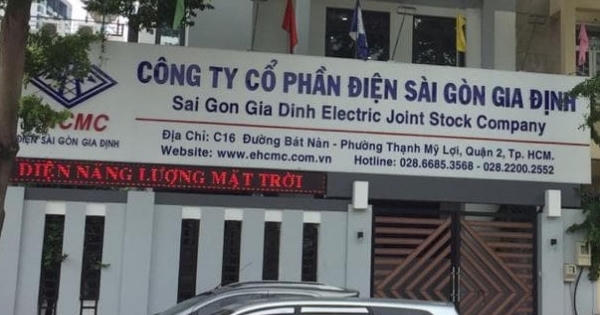 CÔNG TY CỔ PHẦN ĐIỆN SÀI GÒN GIA ĐỊNH
Sai Gon Gia Dinh Electric Joint Stock Company
Địa Chỉ: C16 Đường Bát Nàn - Phường Thạnh Mỹ Lợi, Quận 2, Tp. HCM.
Website: www.ehcmc.com.vn Hotline: 028.6685.3568 - 028.2200.2552
EHCMC
ĐIỆN SÀI GÒN GIA ĐỊNH
ĐIỆN NĂNG LƯỢNG MẶT TRỜI